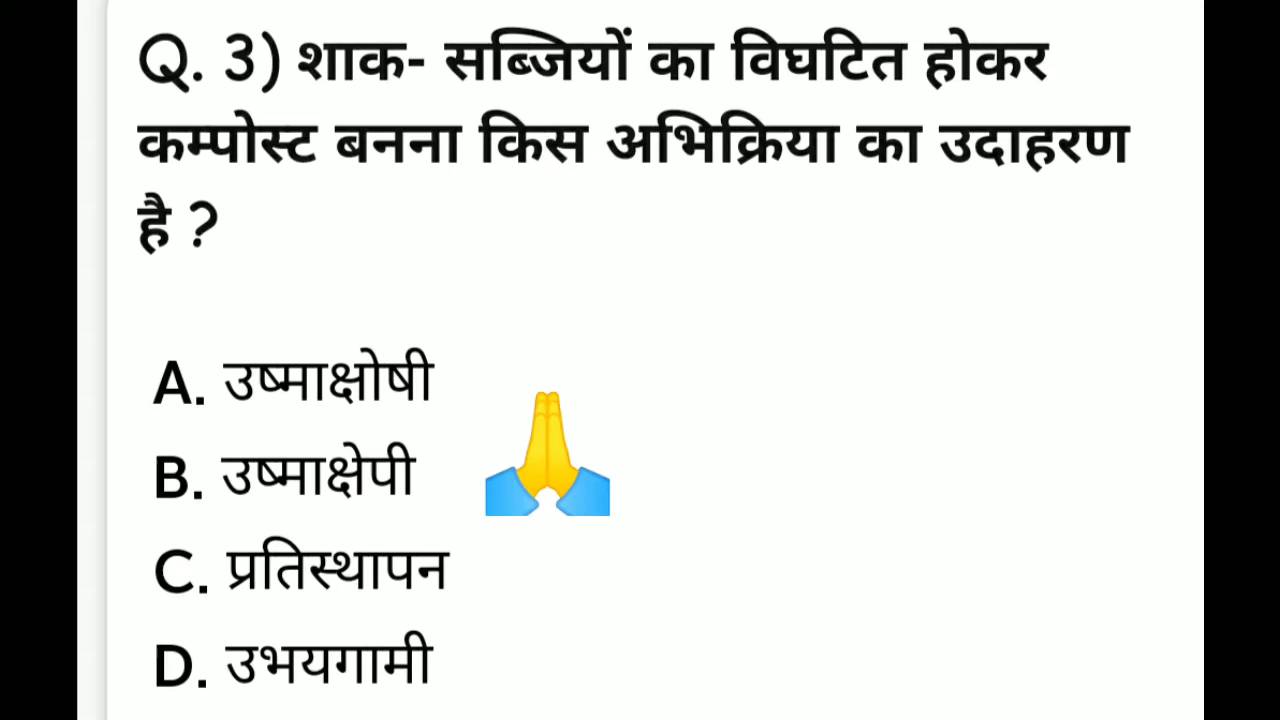 Q. 3) शाक- सब्जियों का विघटित होकर
कम्पोस्ट बनना किस अभिक्रिया का उदाहरण
है ?
A. उष्माक्षोषी
B. उष्माक्षेपी
C. प्रतिस्थापन
D. उभयगामी